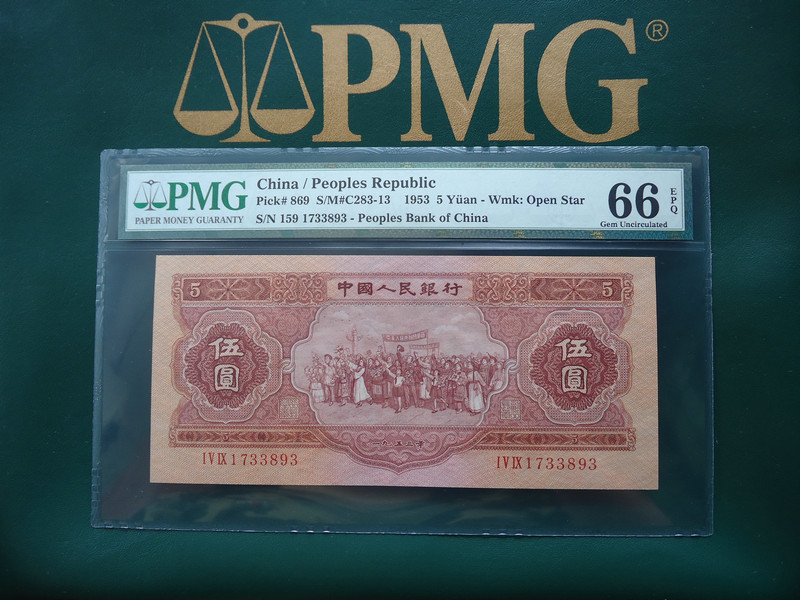 PMG®
PMG
PAPER MONEY GUARANTY
China / Peoples Republic
Pick# 869 S/M#C283-13 1953 5 Yüan - Wmk: Open Star
S/N 159 1733893 - Peoples Bank of China
66
EPQ
Gem Uncirculated
5 中國人民銀行 5
伍圓
伍圓
5 一九五三年 5
IVIX1733893
IVIX1733893